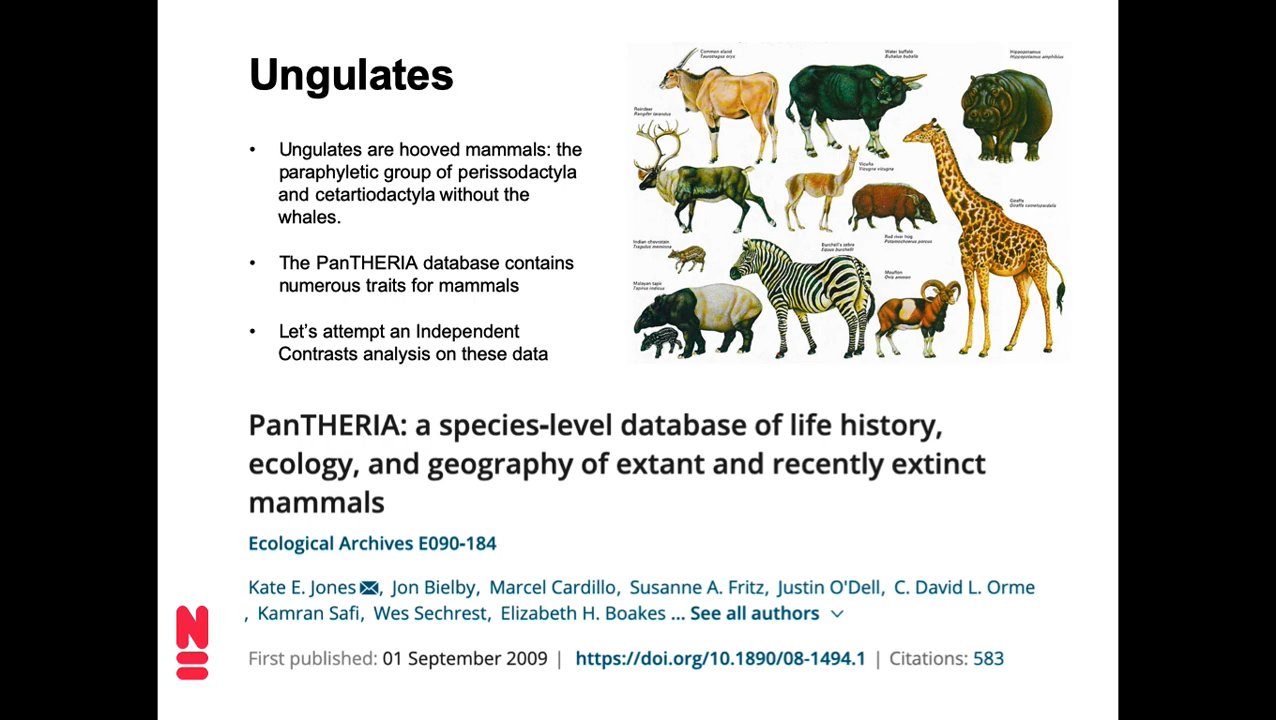 Ungulates
• Ungulates are hooved mammals: the
paraphyletic group of perissodactyla
and cetartiodactyla without the
whales.
• The PanTHERIA database contains
numerous traits for mammals
• Let's attempt an Independent
Contrasts analysis on these data
Common eland
Taurotragus oryx
Water buffalo
Bubalus bubalis
Hippopotamus
Hippopotamus amphibius
Reindeer
Rangifer tarandus
Vicuña
Vicugna vicugna
Giraffe
Giraffa camelopardalis
Red river hog
Potamochoerus porcus
Indian chevrotain
Tragulus meminna
Burchell's zebra
Equus burchelli
Mouflon
Ovis ammon
Malayan tapir
Tapirus indicus
PanTHERIA: a species-level database of life history,
ecology, and geography of extant and recently extinct
mammals
Ecological Archives E090-184
Kate E. Jones, Jon Bielby, Marcel Cardillo, Susanne A. Fritz, Justin O'Dell, C. David L. Orme
, Kamran Safi, Wes Sechrest, Elizabeth H. Boakes ... See all authors
First published: 01 September 2009 | https://doi.org/10.1890/08-1494.1 | Citations: 583